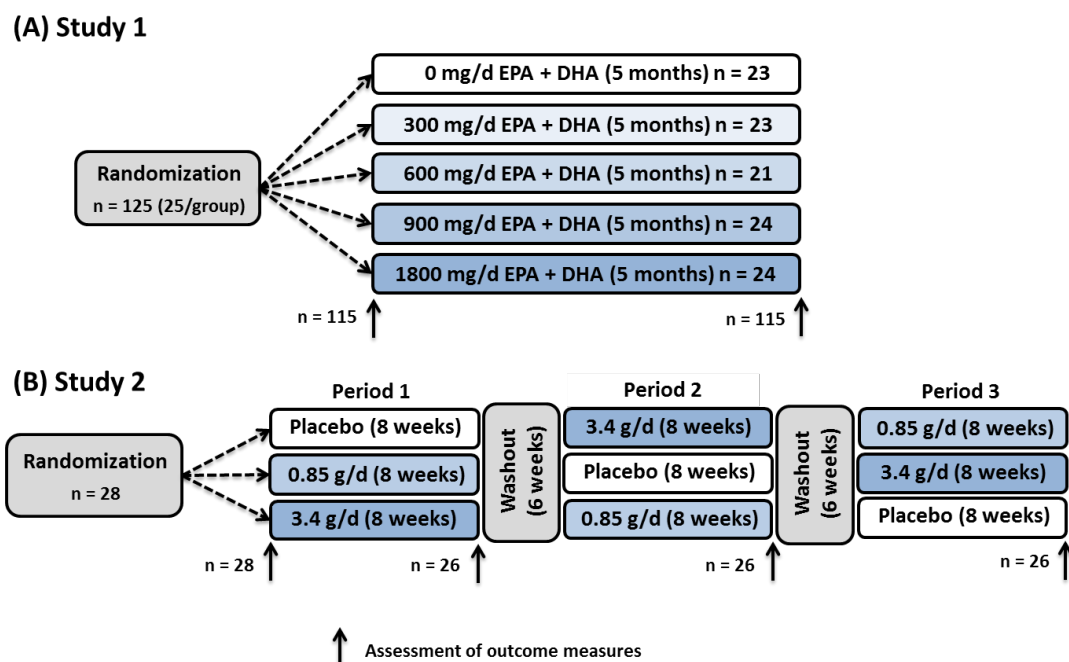 (A) Study 1
0 mg/d EPA + DHA (5 months) n = 23
300 mg/d EPA + DHA (5 months) n = 23
600 mg/d EPA + DHA (5 months) n = 21
900 mg/d EPA + DHA (5 months) n = 24
1800 mg/d EPA + DHA (5 months) n = 24
Randomization
n = 125 (25/group)
n = 115
n = 115
(B) Study 2
Period 1
Period 2
Period 3
Randomization
n = 28
Placebo (8 weeks)
0.85 g/d (8 weeks)
3.4 g/d (8 weeks)
Washout
(6 weeks)
3.4 g/d (8 weeks)
Placebo (8 weeks)
0.85 g/d (8 weeks)
Washout
(6 weeks)
0.85 g/d (8 weeks)
3.4 g/d (8 weeks)
Placebo (8 weeks)
n = 28
n = 26
n = 26
n = 26
Assessment of outcome measures